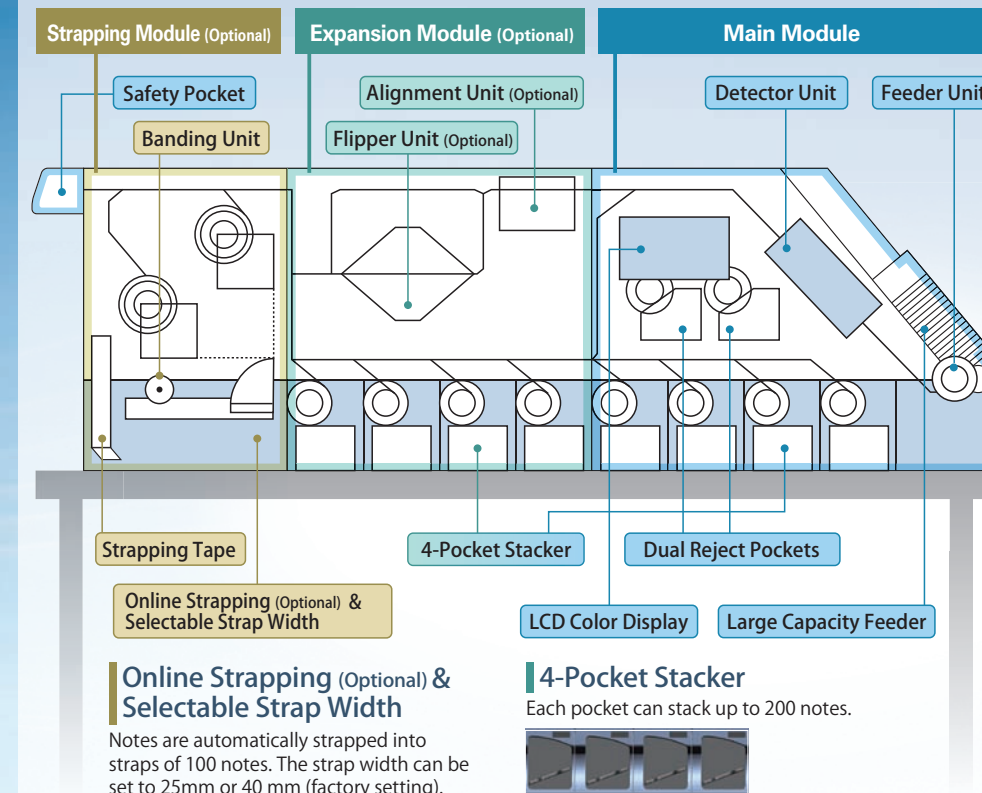 Strapping Module (Optional)
Expansion Module (Optional)
Main Module
Safety Pocket
Alignment Unit (Optional)
Detector Unit
Feeder Unit
Banding Unit
Flipper Unit (Optional)
Strapping Tape
4-Pocket Stacker
Dual Reject Pockets
Online Strapping (Optional) &
Selectable Strap Width
LCD Color Display
Large Capacity Feeder
Online Strapping (Optional) &
Selectable Strap Width
Notes are automatically strapped into
straps of 100 notes. The strap width can be
set to 25mm or 40 mm (factory setting).
4-Pocket Stacker
Each pocket can stack up to 200 notes.